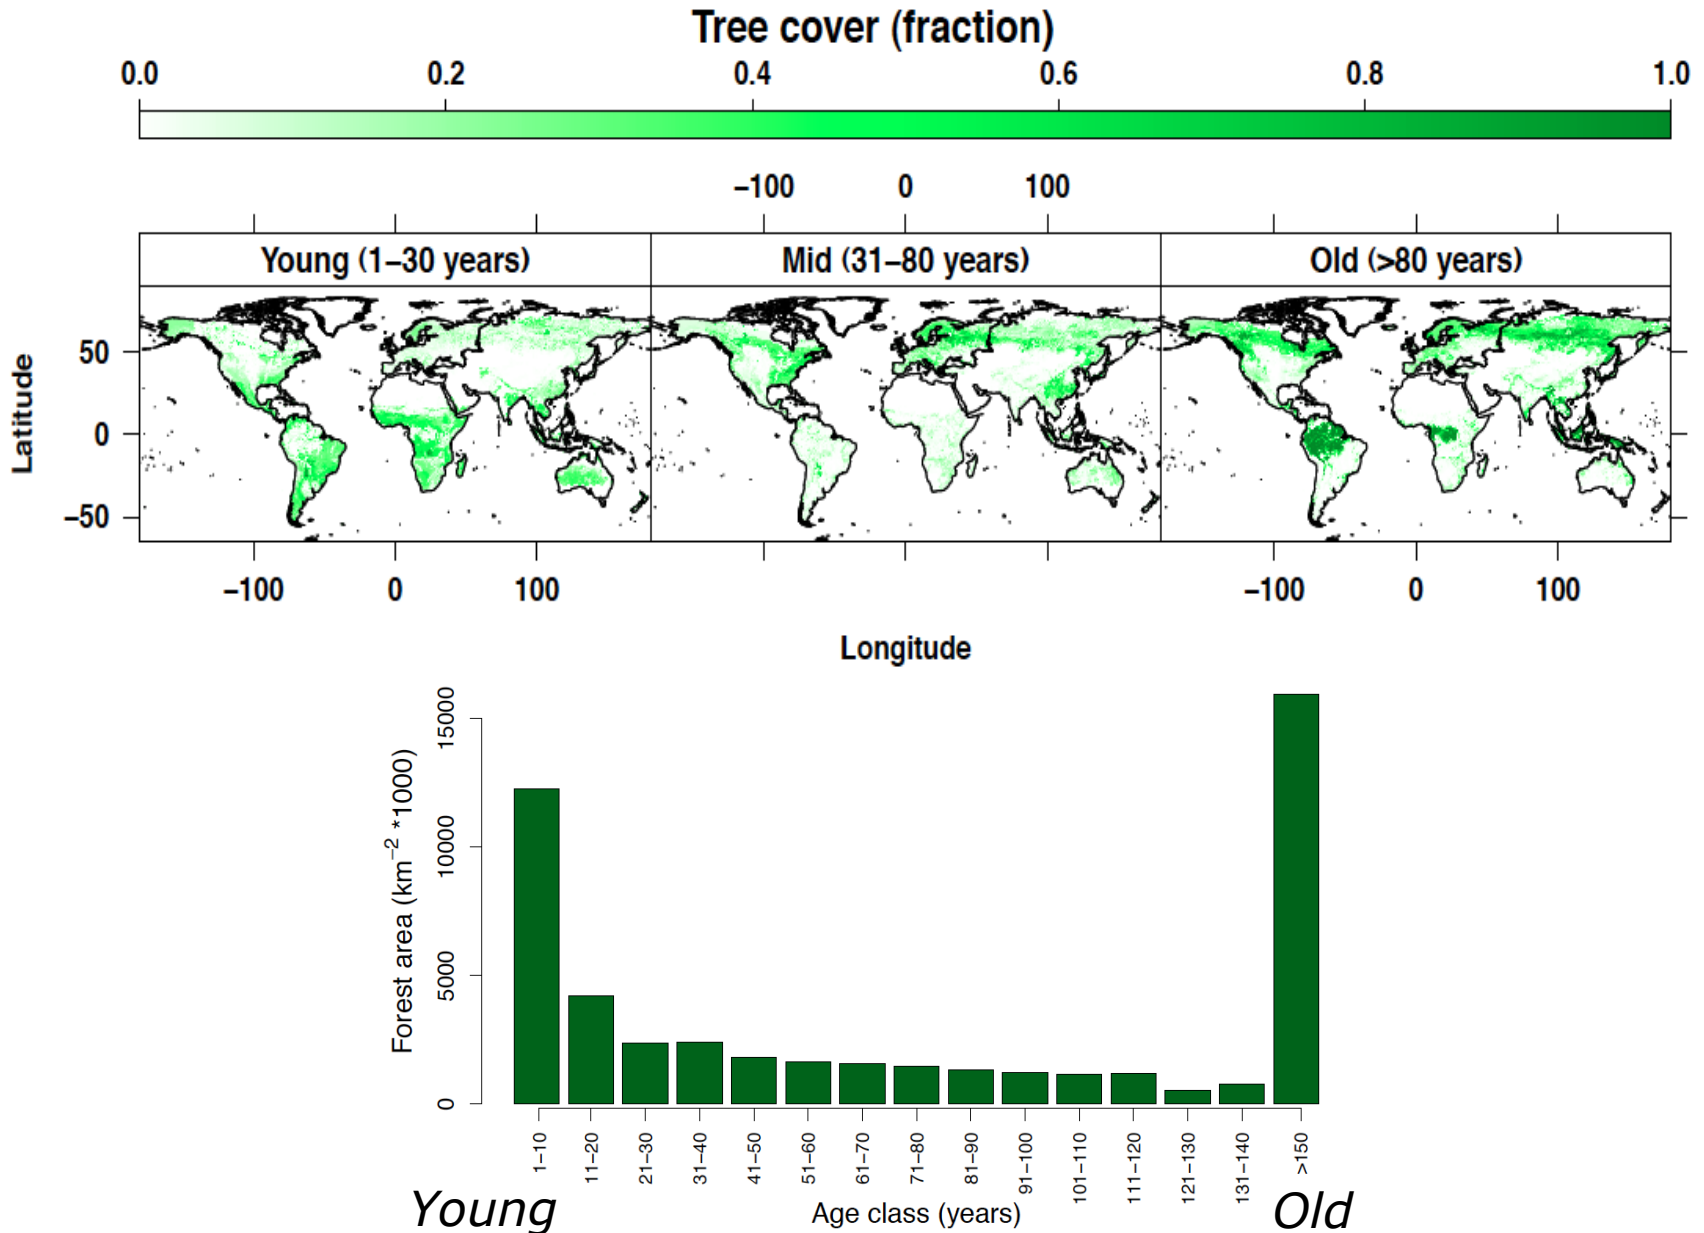 Tree cover (fraction)
0.0 0.2 0.4 0.6 0.8 1.0
−100 0 100
Young (1−30 years) Mid (31−80 years) Old (>80 years)
Latitude
50
0
−50
−100 0 100 −100 0 100
Longitude
Forest area (km−2 *1000)
15000
10000
5000
0
1−10 11−20 21−30 31−40 41−50 51−60 61−70 71−80 81−90 91−100 101−110 111−120 121−130 131−140 >150
Young Age class (years) Old